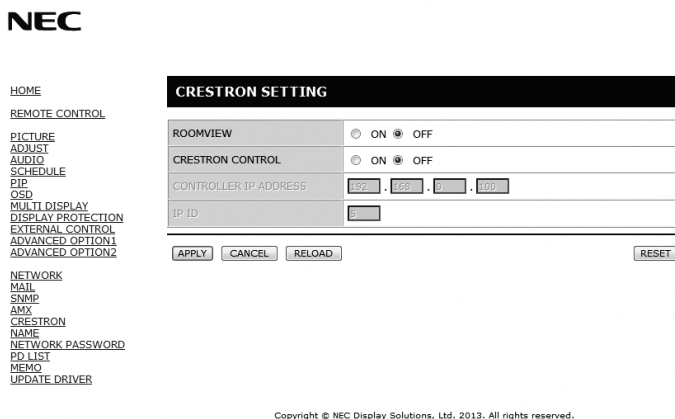 NEC
HOME
REMOTE CONTROL
PICTURE
ADJUST
AUDIO
SCHEDULE
PIP
OSD
MULTI DISPLAY
DISPLAY PROTECTION
EXTERNAL CONTROL
ADVANCED OPTION1
ADVANCED OPTION2
NETWORK
MAIL
SNMP
AMX
CRESTRON
NAME
NETWORK PASSWORD
PD LIST
MEMO
UPDATE DRIVER
CRESTRON SETTING
ROOMVIEW ON OFF
CRESTRON CONTROL ON OFF
CONTROLLER IP ADDRESS 192 . 168 . 0 . 100
IP ID 5
APPLY CANCEL RELOAD RESET
Copyright © NEC Display Solutions, Ltd. 2013. All rights reserved.